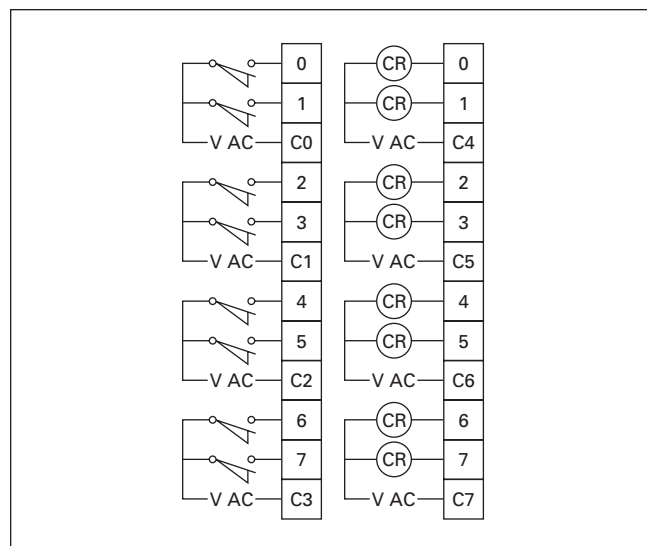 0 CR 0
1 CR 1
V AC C0 V AC C4
2 CR 2
3 CR 3
V AC C1 V AC C5
4 CR 4
5 CR 5
V AC C2 V AC C6
6 CR 6
7 CR 7
V AC C3 V AC C7